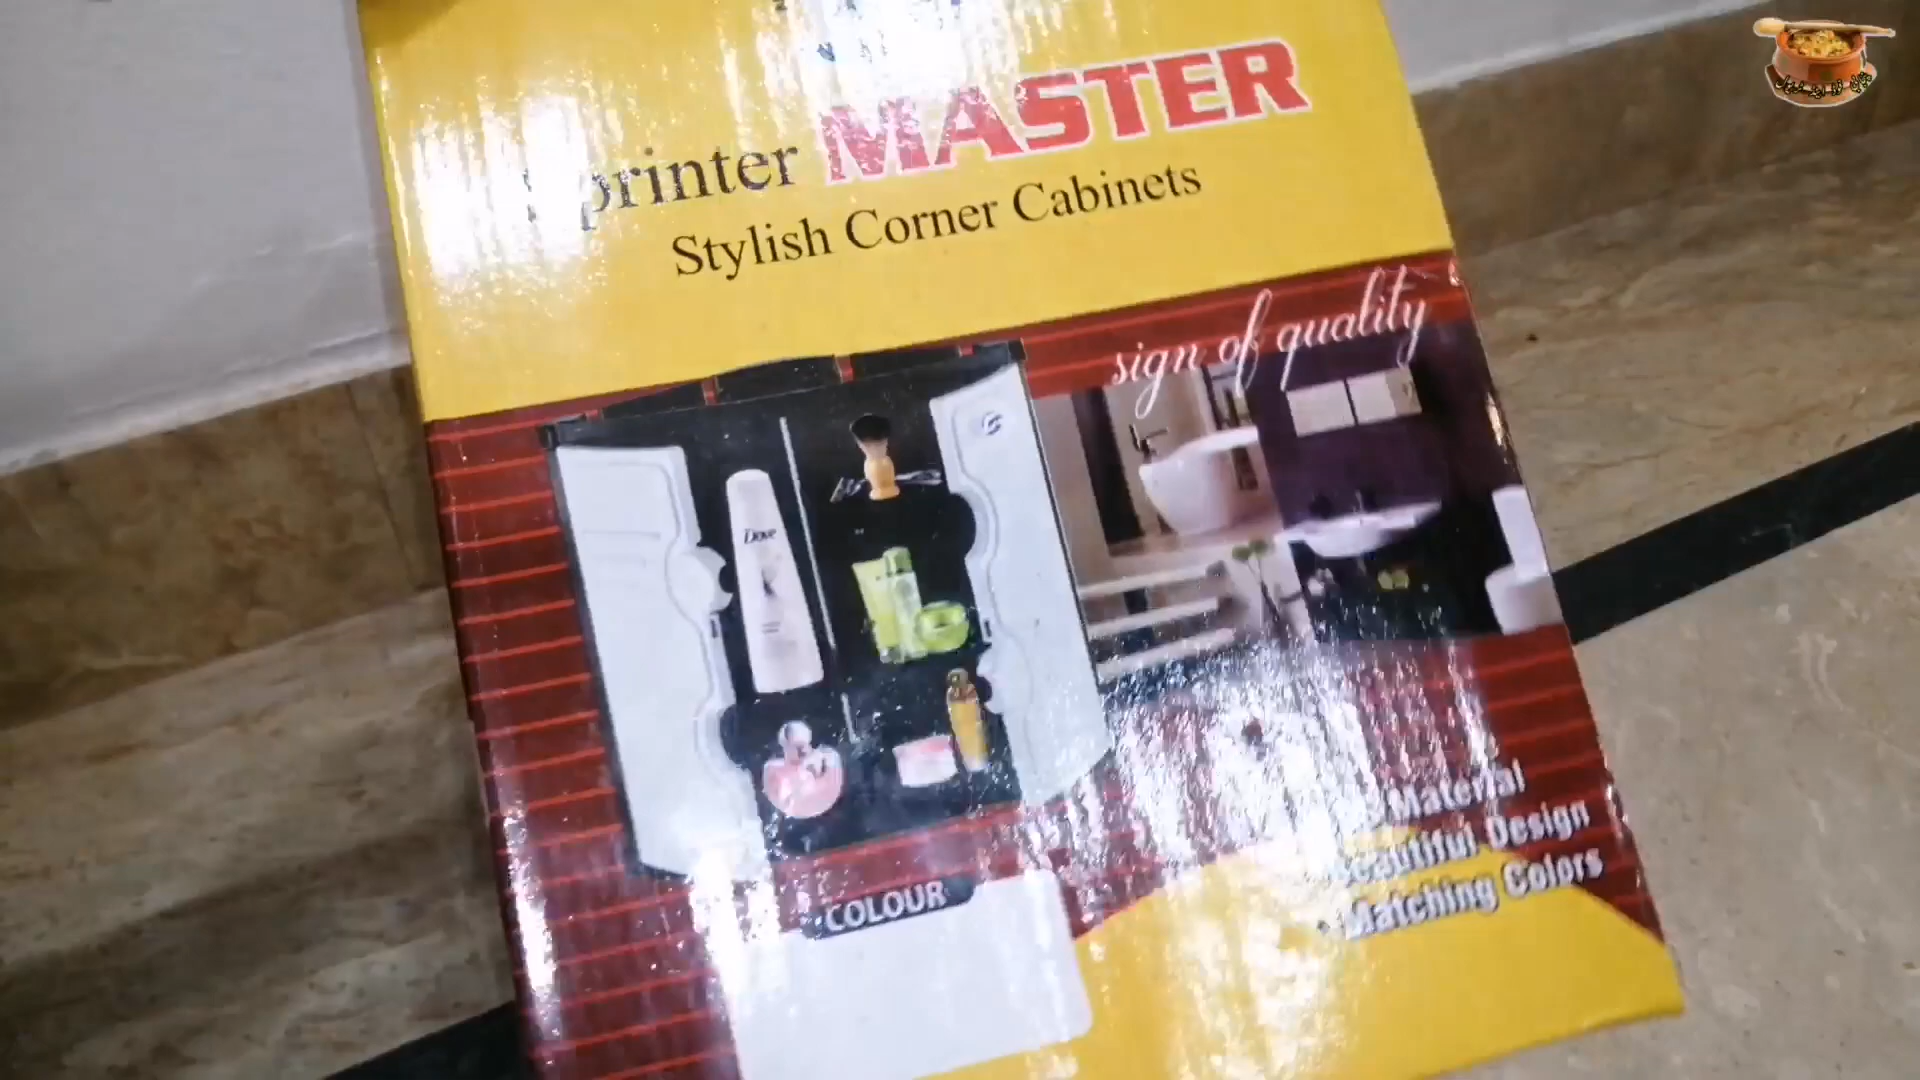 printer MASTER
Stylish Corner Cabinets
sign of quality
Dove
Material
Beautiful Design
• Matching Colors
COLOUR